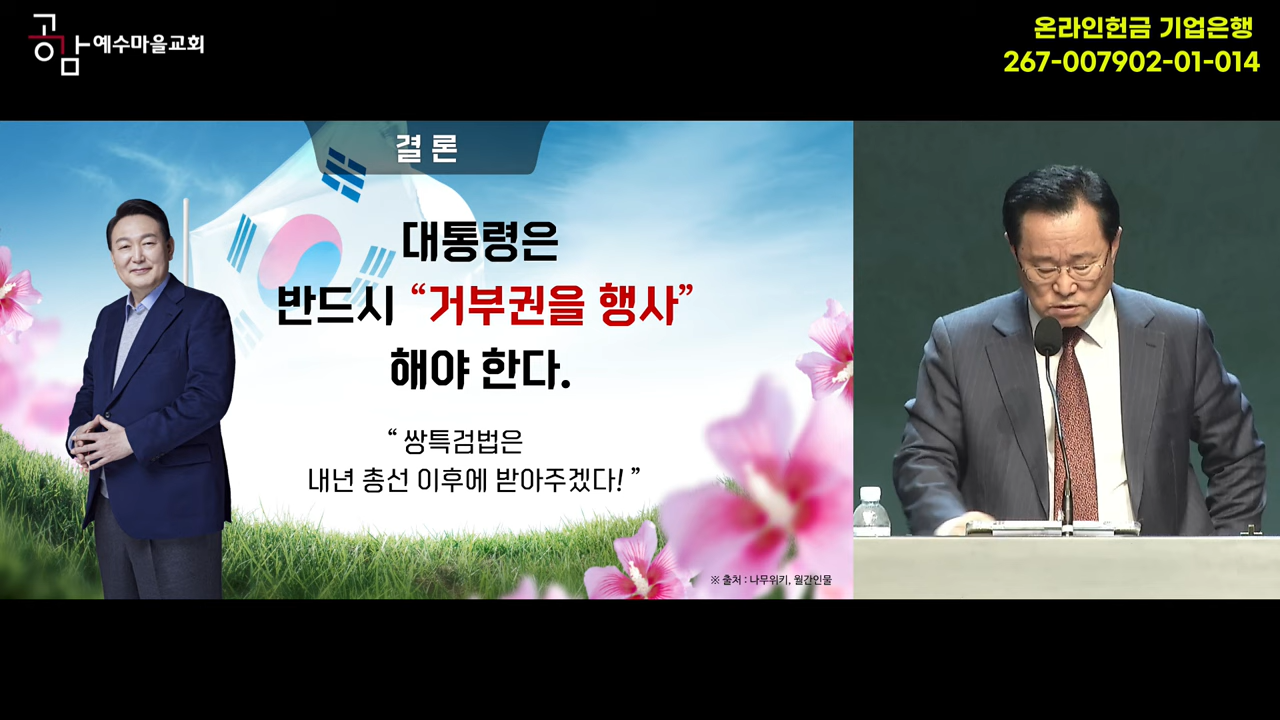 공감 예수마을교회
온라인헌금 기업은행
267-007902-01-014
결 론
대통령은
반드시 “거부권을 행사”
해야 한다.
“ 쌍특검법은
내년 총선 이후에 받아주겠다! ”
※ 출처 : 나무위키, 월간인물